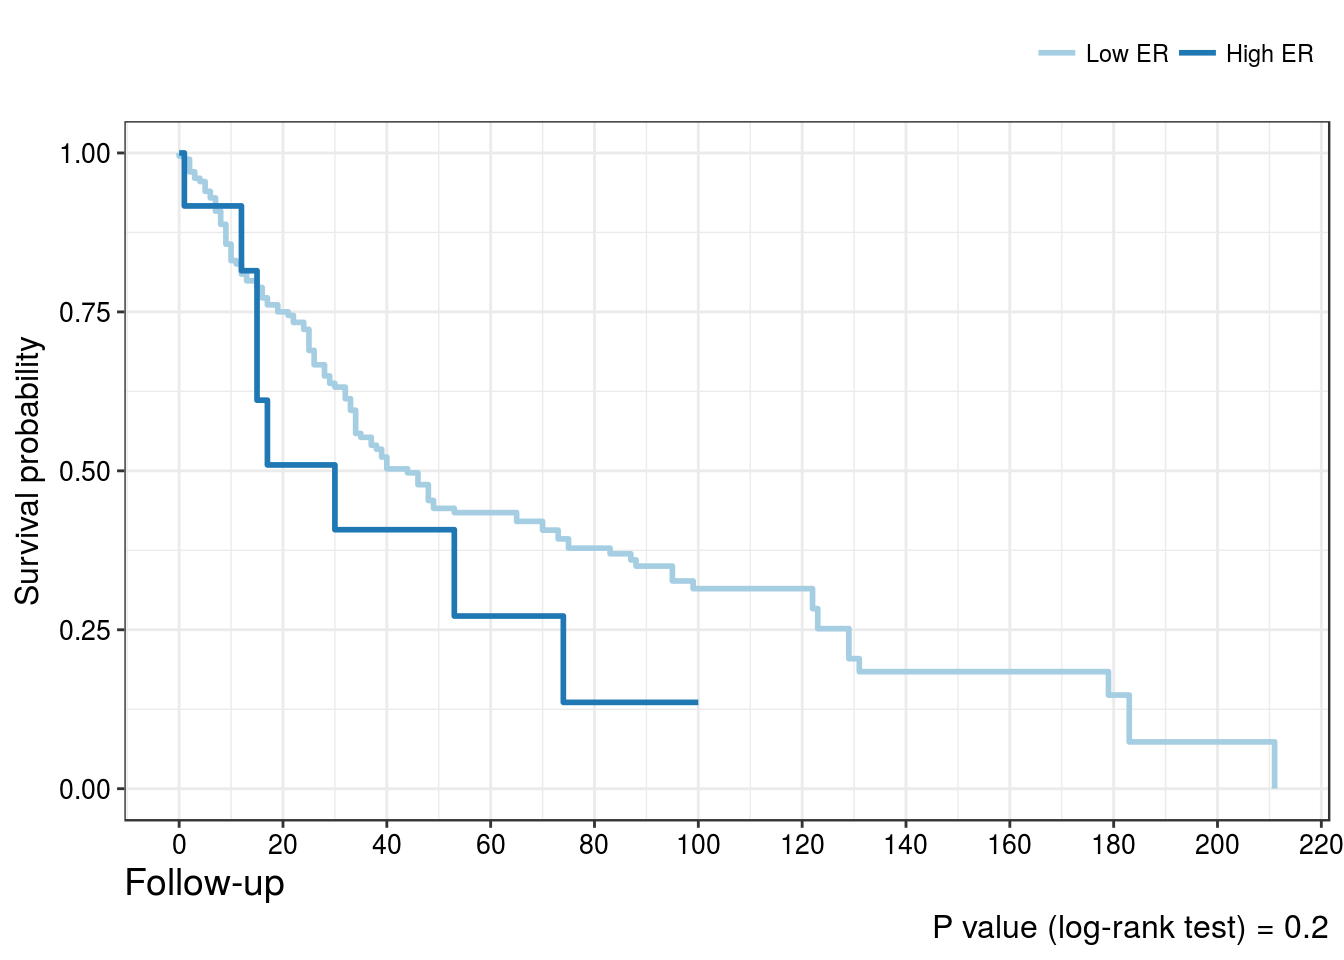 Low ER High ER
Survival probability
1.00
0.75
0.50
0.25
0.00
0 20 40 60 80 100 120 140 160 180 200 220
Follow-up
P value (log-rank test) = 0.2